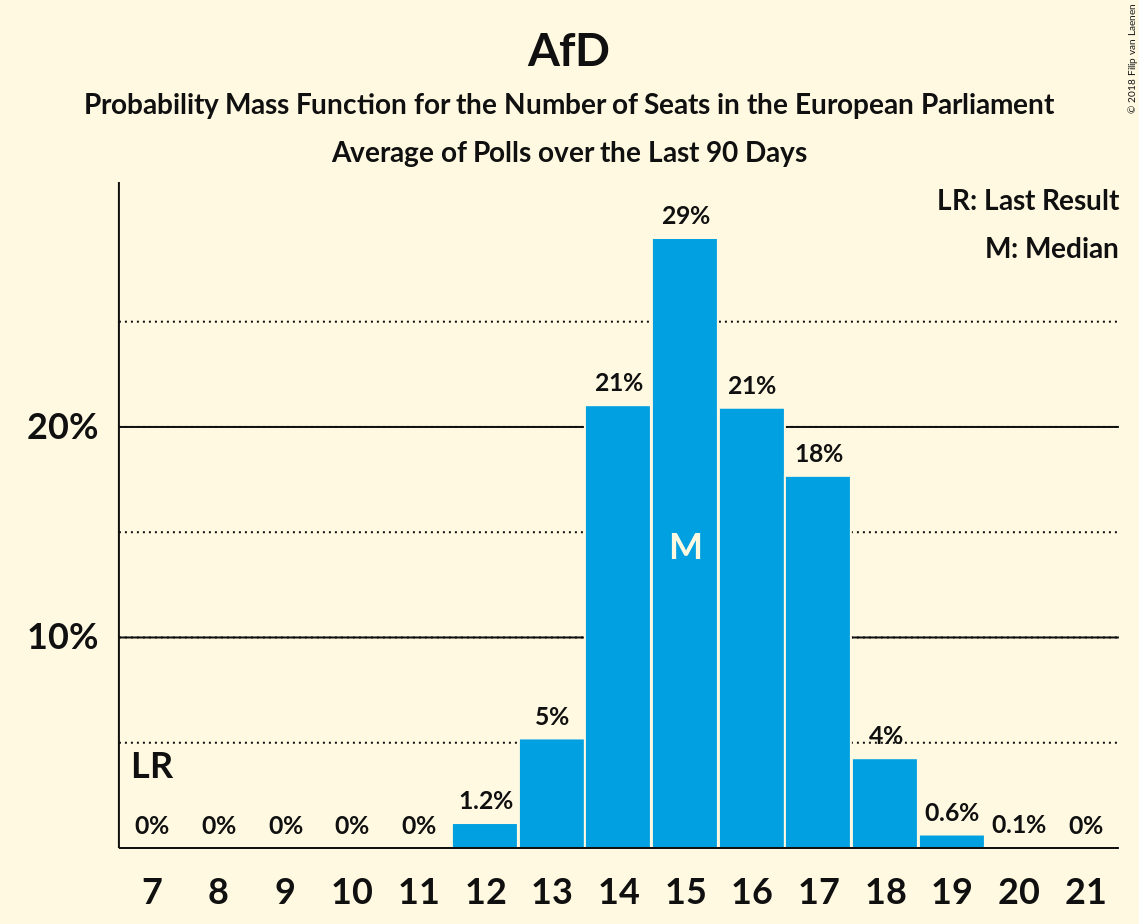 AfD
Probability Mass Function for the Number of Seats in the European Parliament
Average of Polls over the Last 90 Days
© 2018 Filip van Laenen
LR: Last Result
M: Median
29%
21%
21%
20%
18%
M
10%
5%
4%
LR
1.2%
0.6%
0% 0% 0% 0% 0% 0.1% 0%
7 8 9 10 11 12 13 14 15 16 17 18 19 20 21